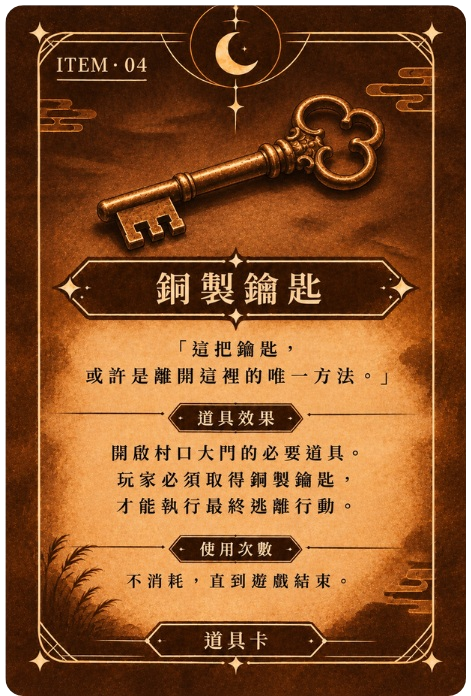 ITEM · 04
銅製鑰匙
「這把鑰匙，
或許是離開這裡的唯一方法。」
道具效果
開啟村口大門的必要道具。
玩家必須取得銅製鑰匙，
才能執行最終逃離行動。
使用次數
不消耗，直到遊戲結束。
道具卡